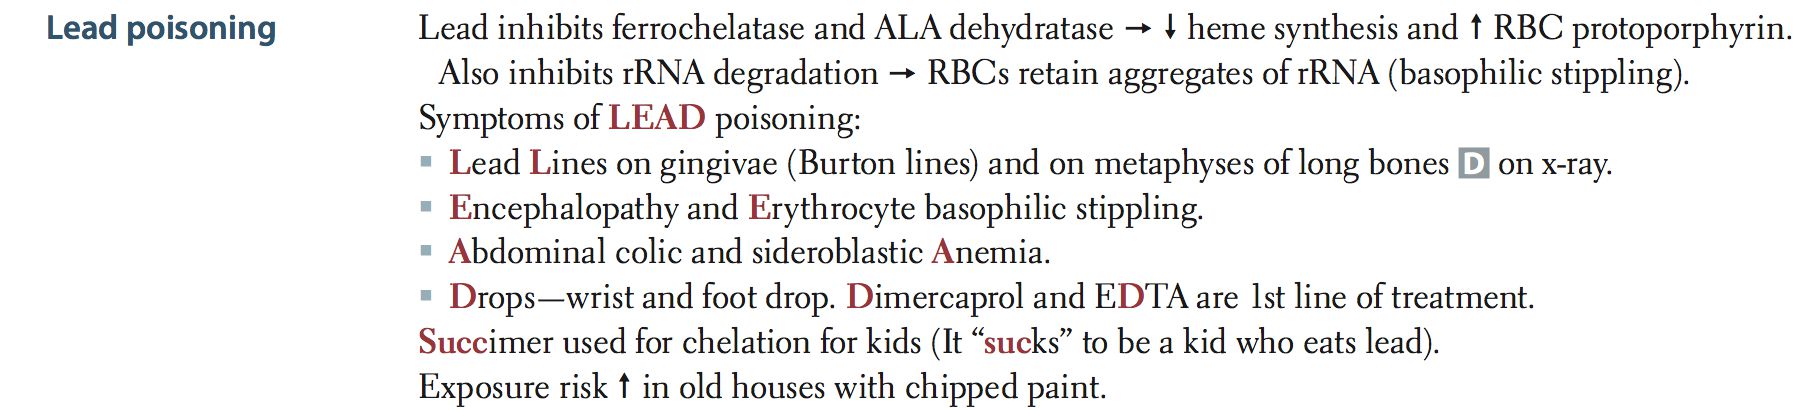 Lead poisoning
Lead inhibits ferrochelatase and ALA dehydratase → ↓ heme synthesis and ↑ RBC protoporphyrin.
Also inhibits rRNA degradation → RBCs retain aggregates of rRNA (basophilic stippling).
Symptoms of LEAD poisoning:
▪ Lead Lines on gingivae (Burton lines) and on metaphyses of long bones D on x-ray.
▪ Encephalopathy and Erythrocyte basophilic stippling.
▪ Abdominal colic and sideroblastic Anemia.
▪ Drops—wrist and foot drop. Dimercaprol and EDTA are 1st line of treatment.
Succimer used for chelation for kids (It “sucks” to be a kid who eats lead).
Exposure risk ↑ in old houses with chipped paint.